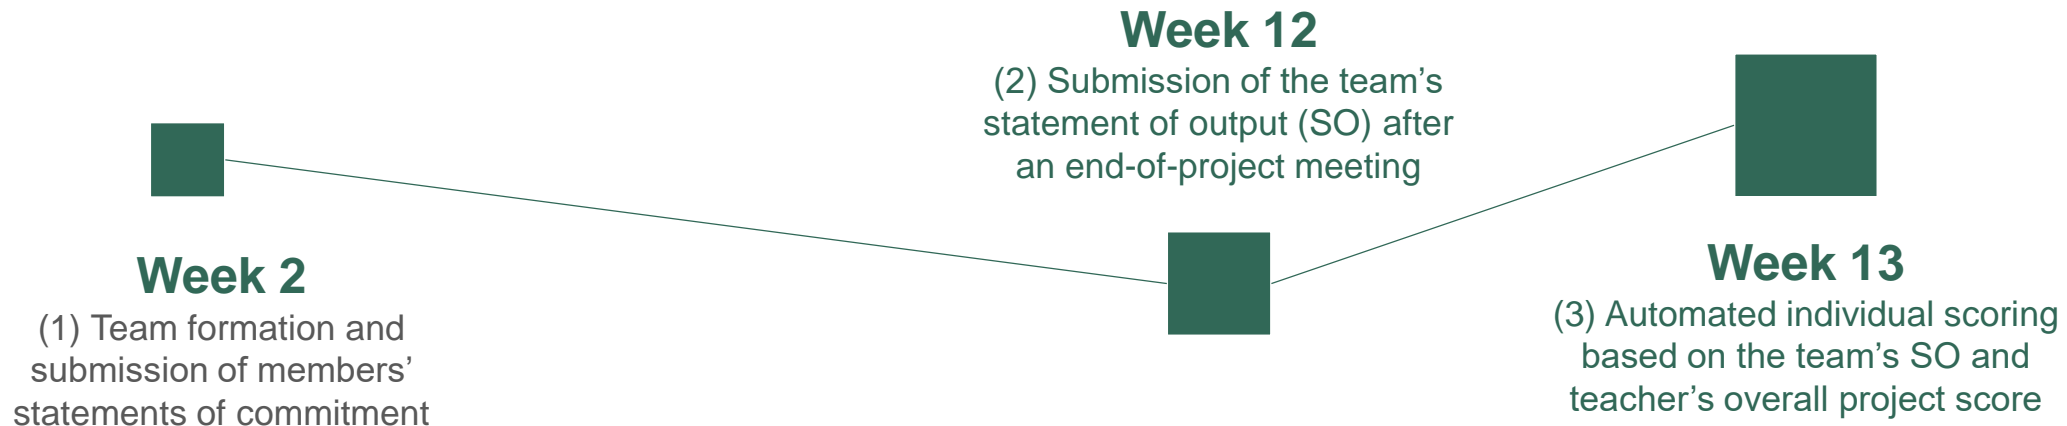 Week 2
(1) Team formation and
submission of members’
statements of commitment
Week 12
(2) Submission of the team’s
statement of output (SO) after
an end-of-project meeting
Week 13
(3) Automated individual scoring
based on the team’s SO and
teacher’s overall project score